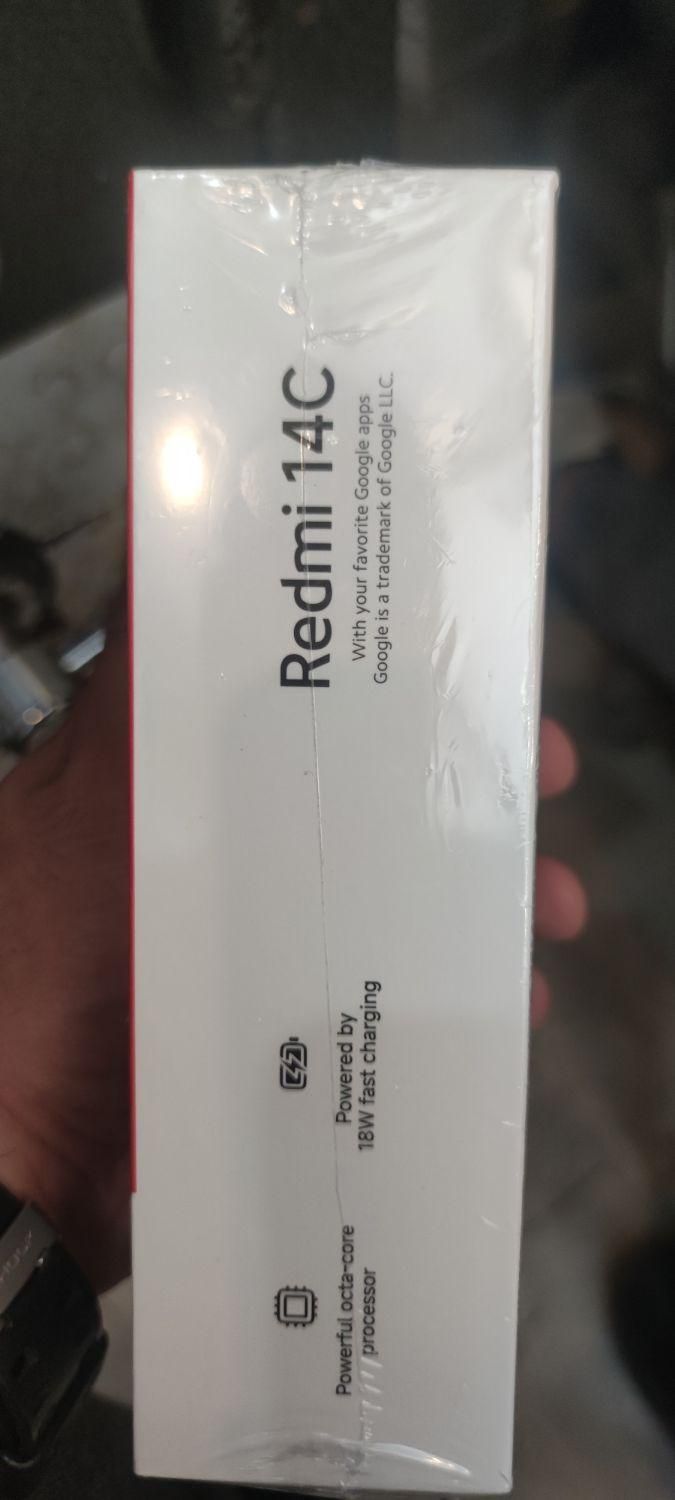 Redmi 14C
With your favorite Google apps
Google is a trademark of Google LLC.
Powerful octa-core
processor
Powered by
18W fast charging